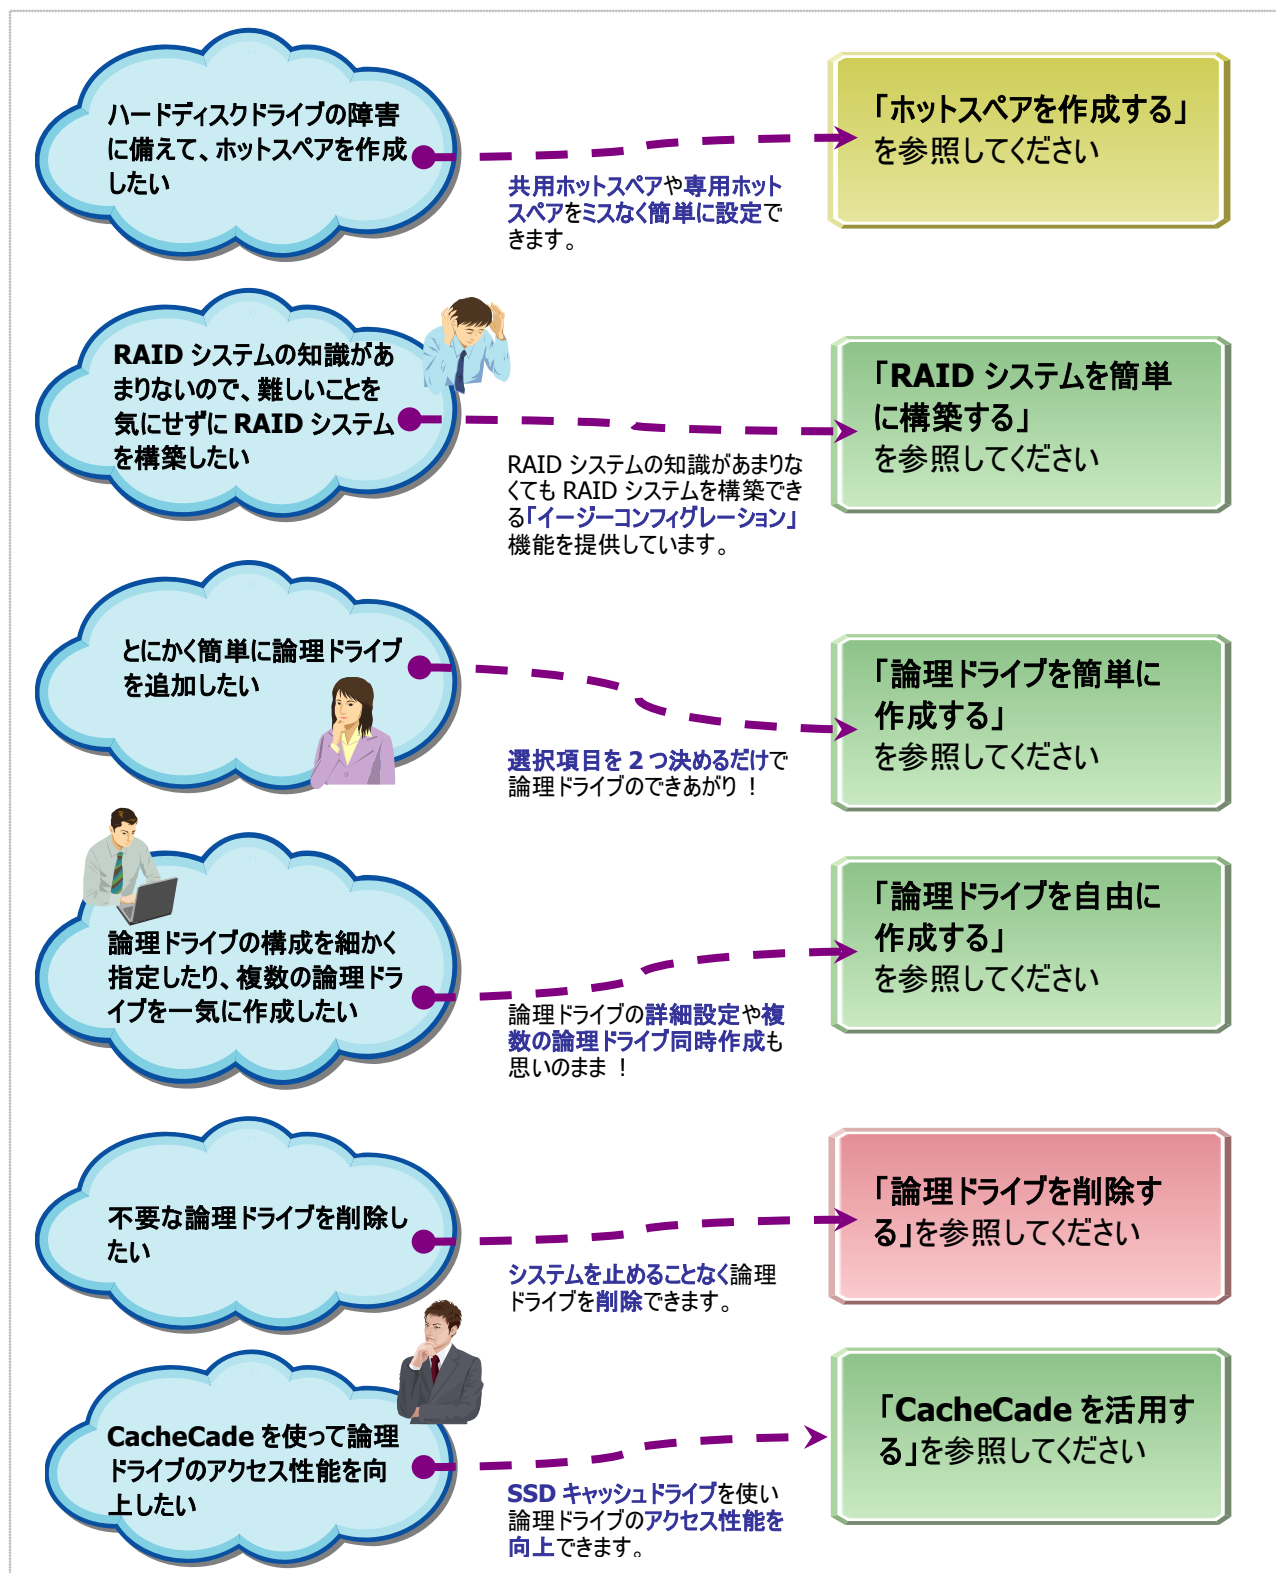 ハードディスクドライブの障害
に備えて、ホットスペアを作成
したい
共用ホットスペアや専用ホット
スペアをミスなく簡単に設定で
きます。
「ホットスペアを作成する」
を参照してください
RAID システムの知識があ
まりないので、難しいことを
気にせずに RAID システム
を構築したい
RAID システムの知識があまりな
くても RAID システムを構築でき
る「イージーコンフィグレーション」
機能を提供しています。
「RAID システムを簡単
に構築する」
を参照してください
とにかく簡単に論理ドライブ
を追加したい
選択項目を 2 つ決めるだけで
論理ドライブのできあがり！
「論理ドライブを簡単に
作成する」
を参照してください
論理ドライブの構成を細かく
指定したり、複数の論理ドラ
イブを一気に作成したい
論理ドライブの詳細設定や複
数の論理ドライブ同時作成も
思いのまま！
「論理ドライブを自由に
作成する」
を参照してください
不要な論理ドライブを削除し
たい
システムを止めることなく論理
ドライブを削除できます。
「論理ドライブを削除す
る」を参照してください
CacheCade を使って論理
ドライブのアクセス性能を向
上したい
SSD キャッシュドライブを使い
論理ドライブのアクセス性能を
向上できます。
「CacheCade を活用す
る」を参照してください